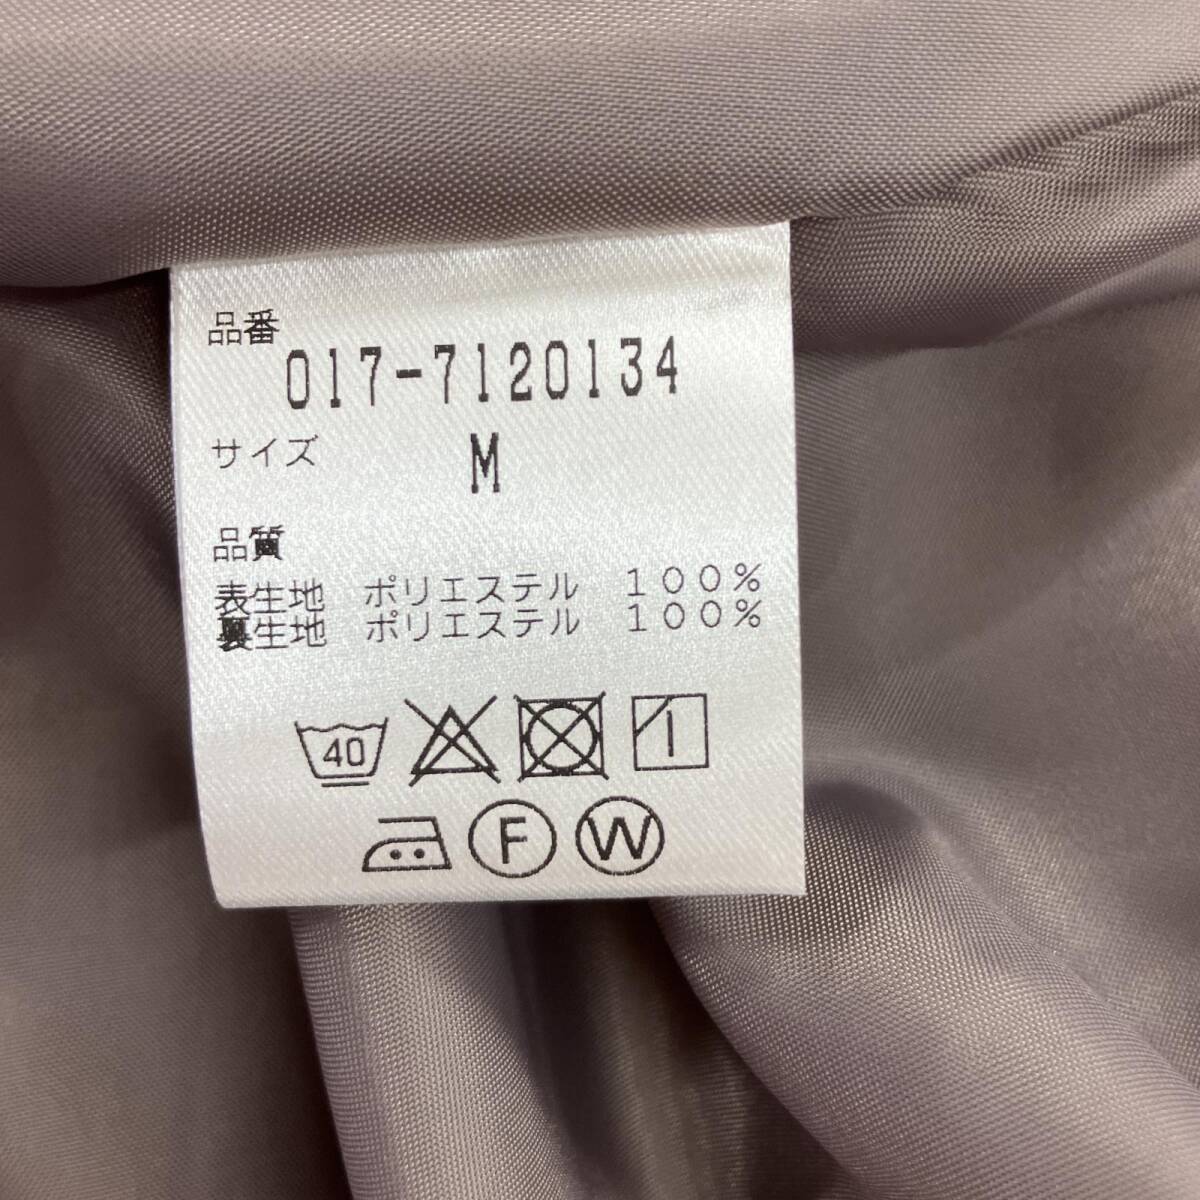 品番
017-7120134
サイズ M
品質
表生地 ポリエステル 100%
裏生地 ポリエステル 100%
40
F W